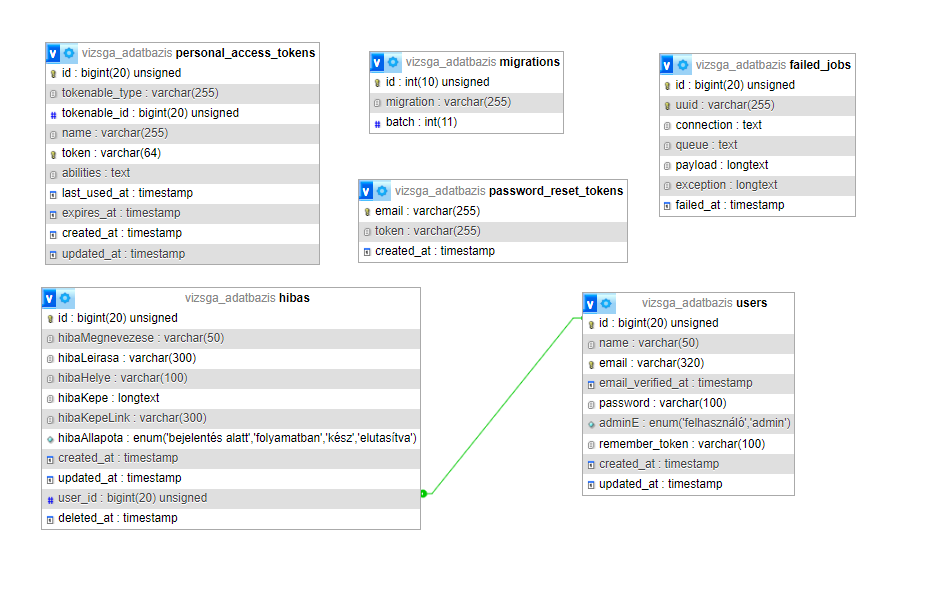 vizsga_adatbazis personal_access_tokens
id : bigint(20) unsigned
tokenable_type : varchar(255)
tokenable_id : bigint(20) unsigned
name : varchar(255)
token : varchar(64)
abilities : text
last_used_at : timestamp
expires_at : timestamp
created_at : timestamp
updated_at : timestamp
vizsga_adatbazis migrations
id : int(10) unsigned
migration : varchar(255)
batch : int(11)
vizsga_adatbazis failed_jobs
id : bigint(20) unsigned
uuid : varchar(255)
connection : text
queue : text
payload : longtext
exception : longtext
failed_at : timestamp
vizsga_adatbazis password_reset_tokens
email : varchar(255)
token : varchar(255)
created_at : timestamp
vizsga_adatbazis hibas
id : bigint(20) unsigned
hibaMegnevezese : varchar(50)
hibaLeirasa : varchar(300)
hibaHelye : varchar(100)
hibaKepe : longtext
hibaKepeLink : varchar(300)
hibaAllapota : enum('bejelentés alatt','folyamatban','kész','elutasítva')
created_at : timestamp
updated_at : timestamp
user_id : bigint(20) unsigned
deleted_at : timestamp
vizsga_adatbazis users
id : bigint(20) unsigned
name : varchar(50)
email : varchar(320)
email_verified_at : timestamp
password : varchar(100)
adminE : enum('felhasználó','admin')
remember_token : varchar(100)
created_at : timestamp
updated_at : timestamp